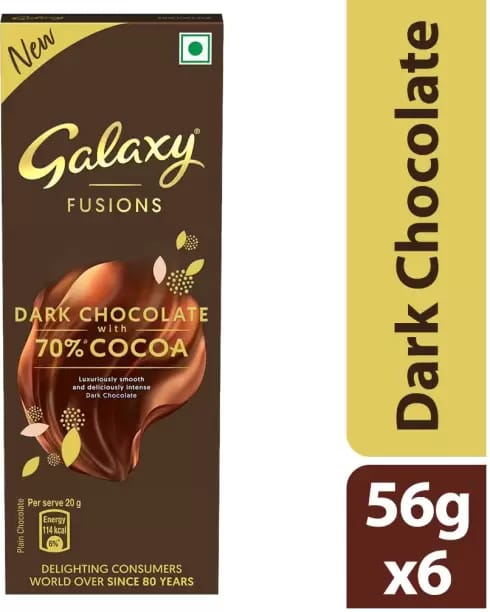 New
Galaxy®
FUSIONS
DARK CHOCOLATE
with
70%* COCOA
Luxuriously smooth
and deliciously intense
Dark Chocolate
Plain Chocolate
Per serve 20 g
Energy
114 kcal
6%*
DELIGHTING CONSUMERS
WORLD OVER SINCE 80 YEARS
Dark Chocolate
56g
x6